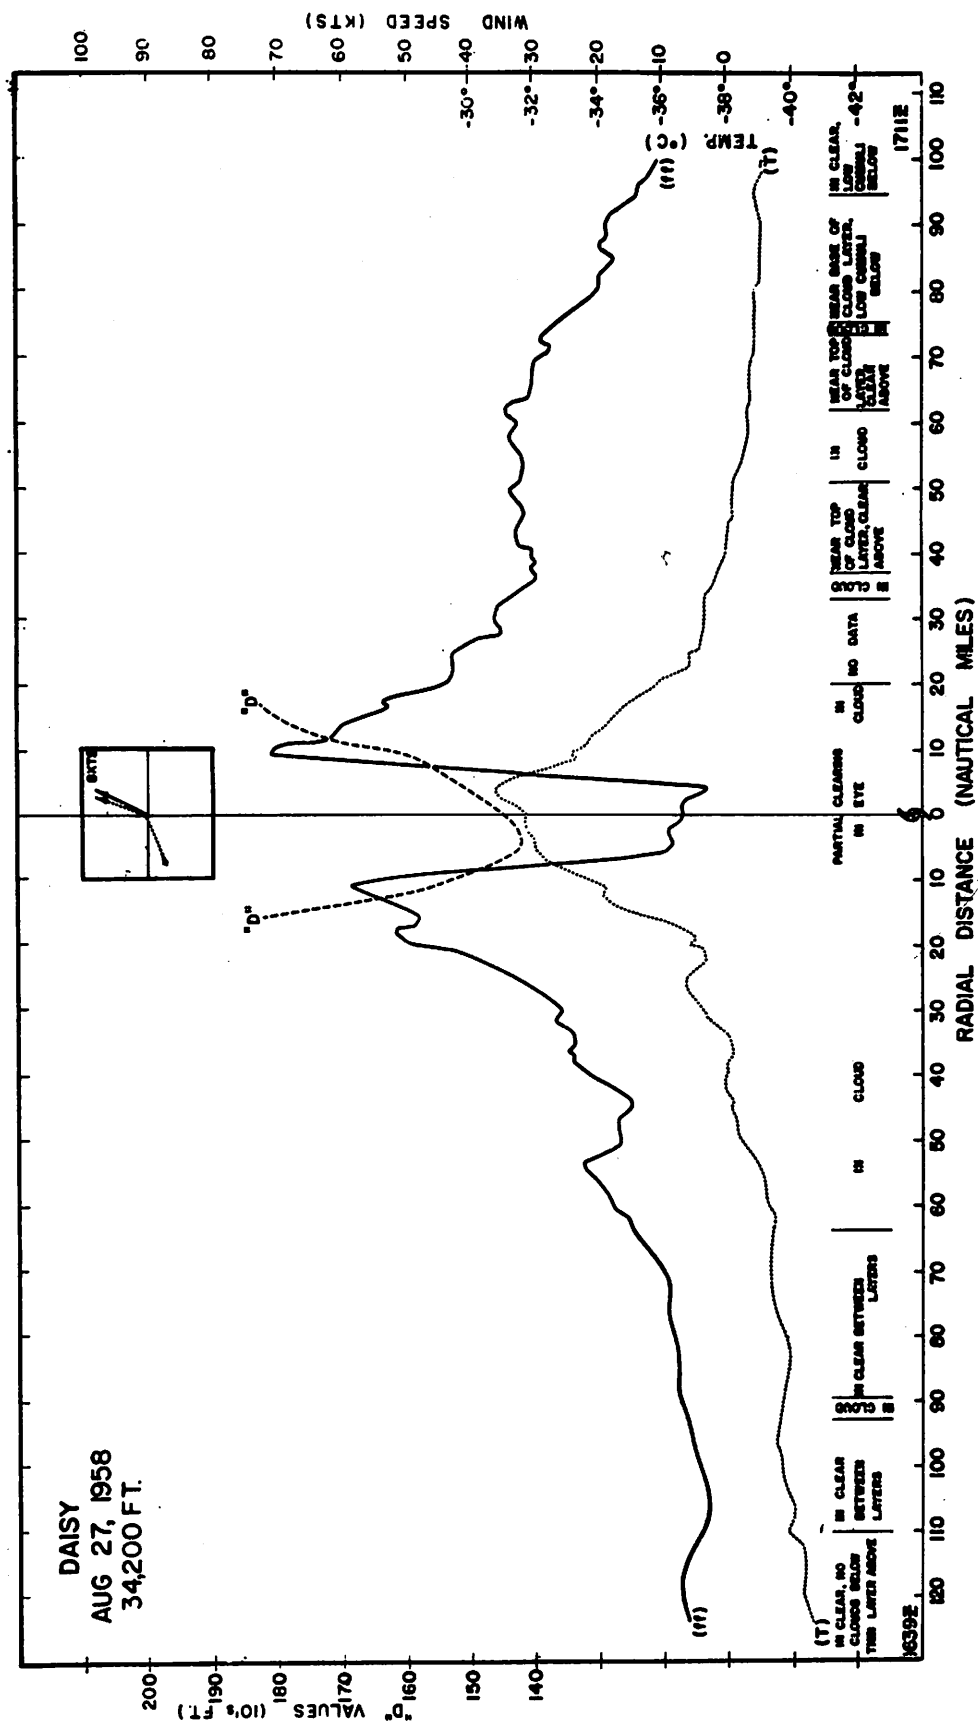 DAISY
AUG 27, 1958
34,200 FT.
"D" VALUES (10's FT.)
200
190
180
170
160
150
140
WIND SPEED (KTS)
100
90
80
70
60
50
40
30
20
10
0
TEMP. (°C)
-30°
-32°
-34°
-36°
-38°
-40°
-42°
"D"
"D"
(ff)
(ff)
(T)
(T)
1639Z
1711Z
IN CLEAR, NO
CLOUDS BELOW
THIN LAYER ABOVE
IN CLEAR
BETWEEN
LAYERS
IN CLEAR BETWEEN
LAYERS
IN CLOUD
PARTIAL CLEARING
IN EYE
IN
CLOUD
NO DATA
NEAR TOP
OF CLOUD
LAYER, CLEAR
ABOVE
IN
CLOUD
NEAR TOP
OF CLOUD
LAYER
CLEAR
ABOVE
NEAR BASE OF
CLOUD LAYER,
LOW CUMULI
BELOW
IN CLEAR,
LOW
CUMULI
BELOW
120 110 100 90 80 70 60 50 40 30 20 10 0 10 20 30 40 50 60 70 80 90 100 110
RADIAL DISTANCE (NAUTICAL MILES)